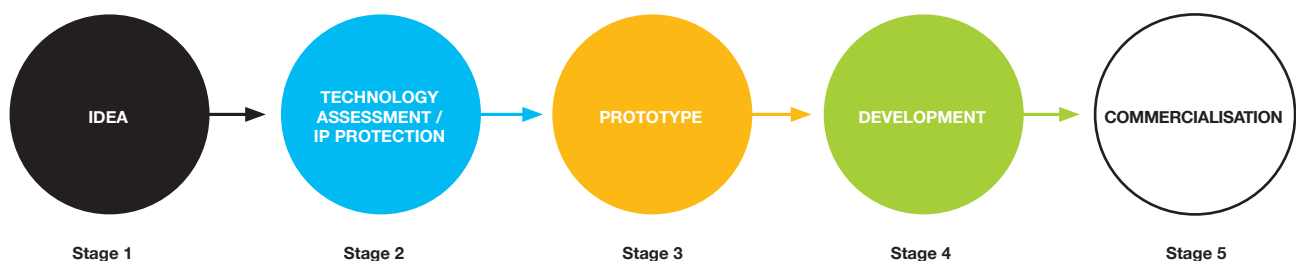 IDEA
TECHNOLOGY
ASSESSMENT /
IP PROTECTION
PROTOTYPE
DEVELOPMENT
COMMERCIALISATION
Stage 1
Stage 2
Stage 3
Stage 4
Stage 5